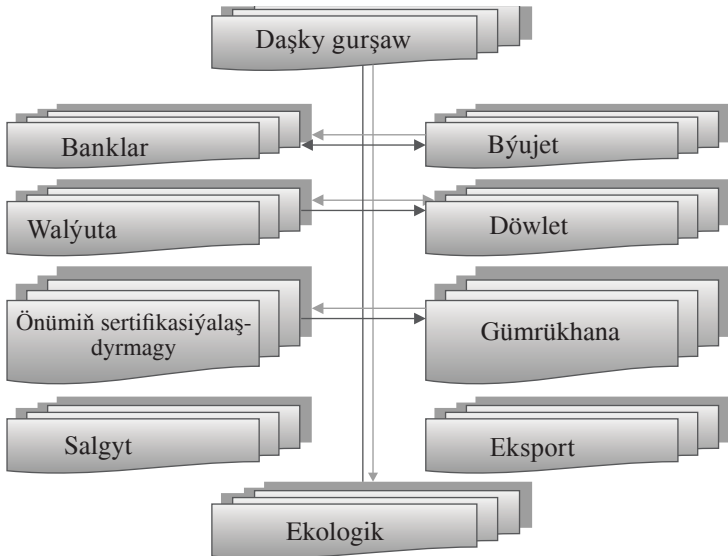 Daşky gurşaw
Banklar
Býujet
Walýuta
Döwlet
Önümiň sertifikasiýalaş-
dyrmagy
Gümrükhana
Salgyt
Eksport
Ekologik